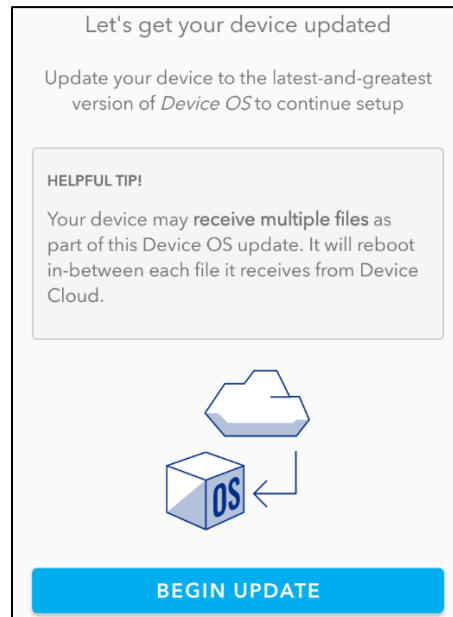 Let's get your device updated
Update your device to the latest-and-greatest
version of Device OS to continue setup
HELPFUL TIP!
Your device may receive multiple files as
part of this Device OS update. It will reboot
in-between each file it receives from Device
Cloud.
OS
BEGIN UPDATE